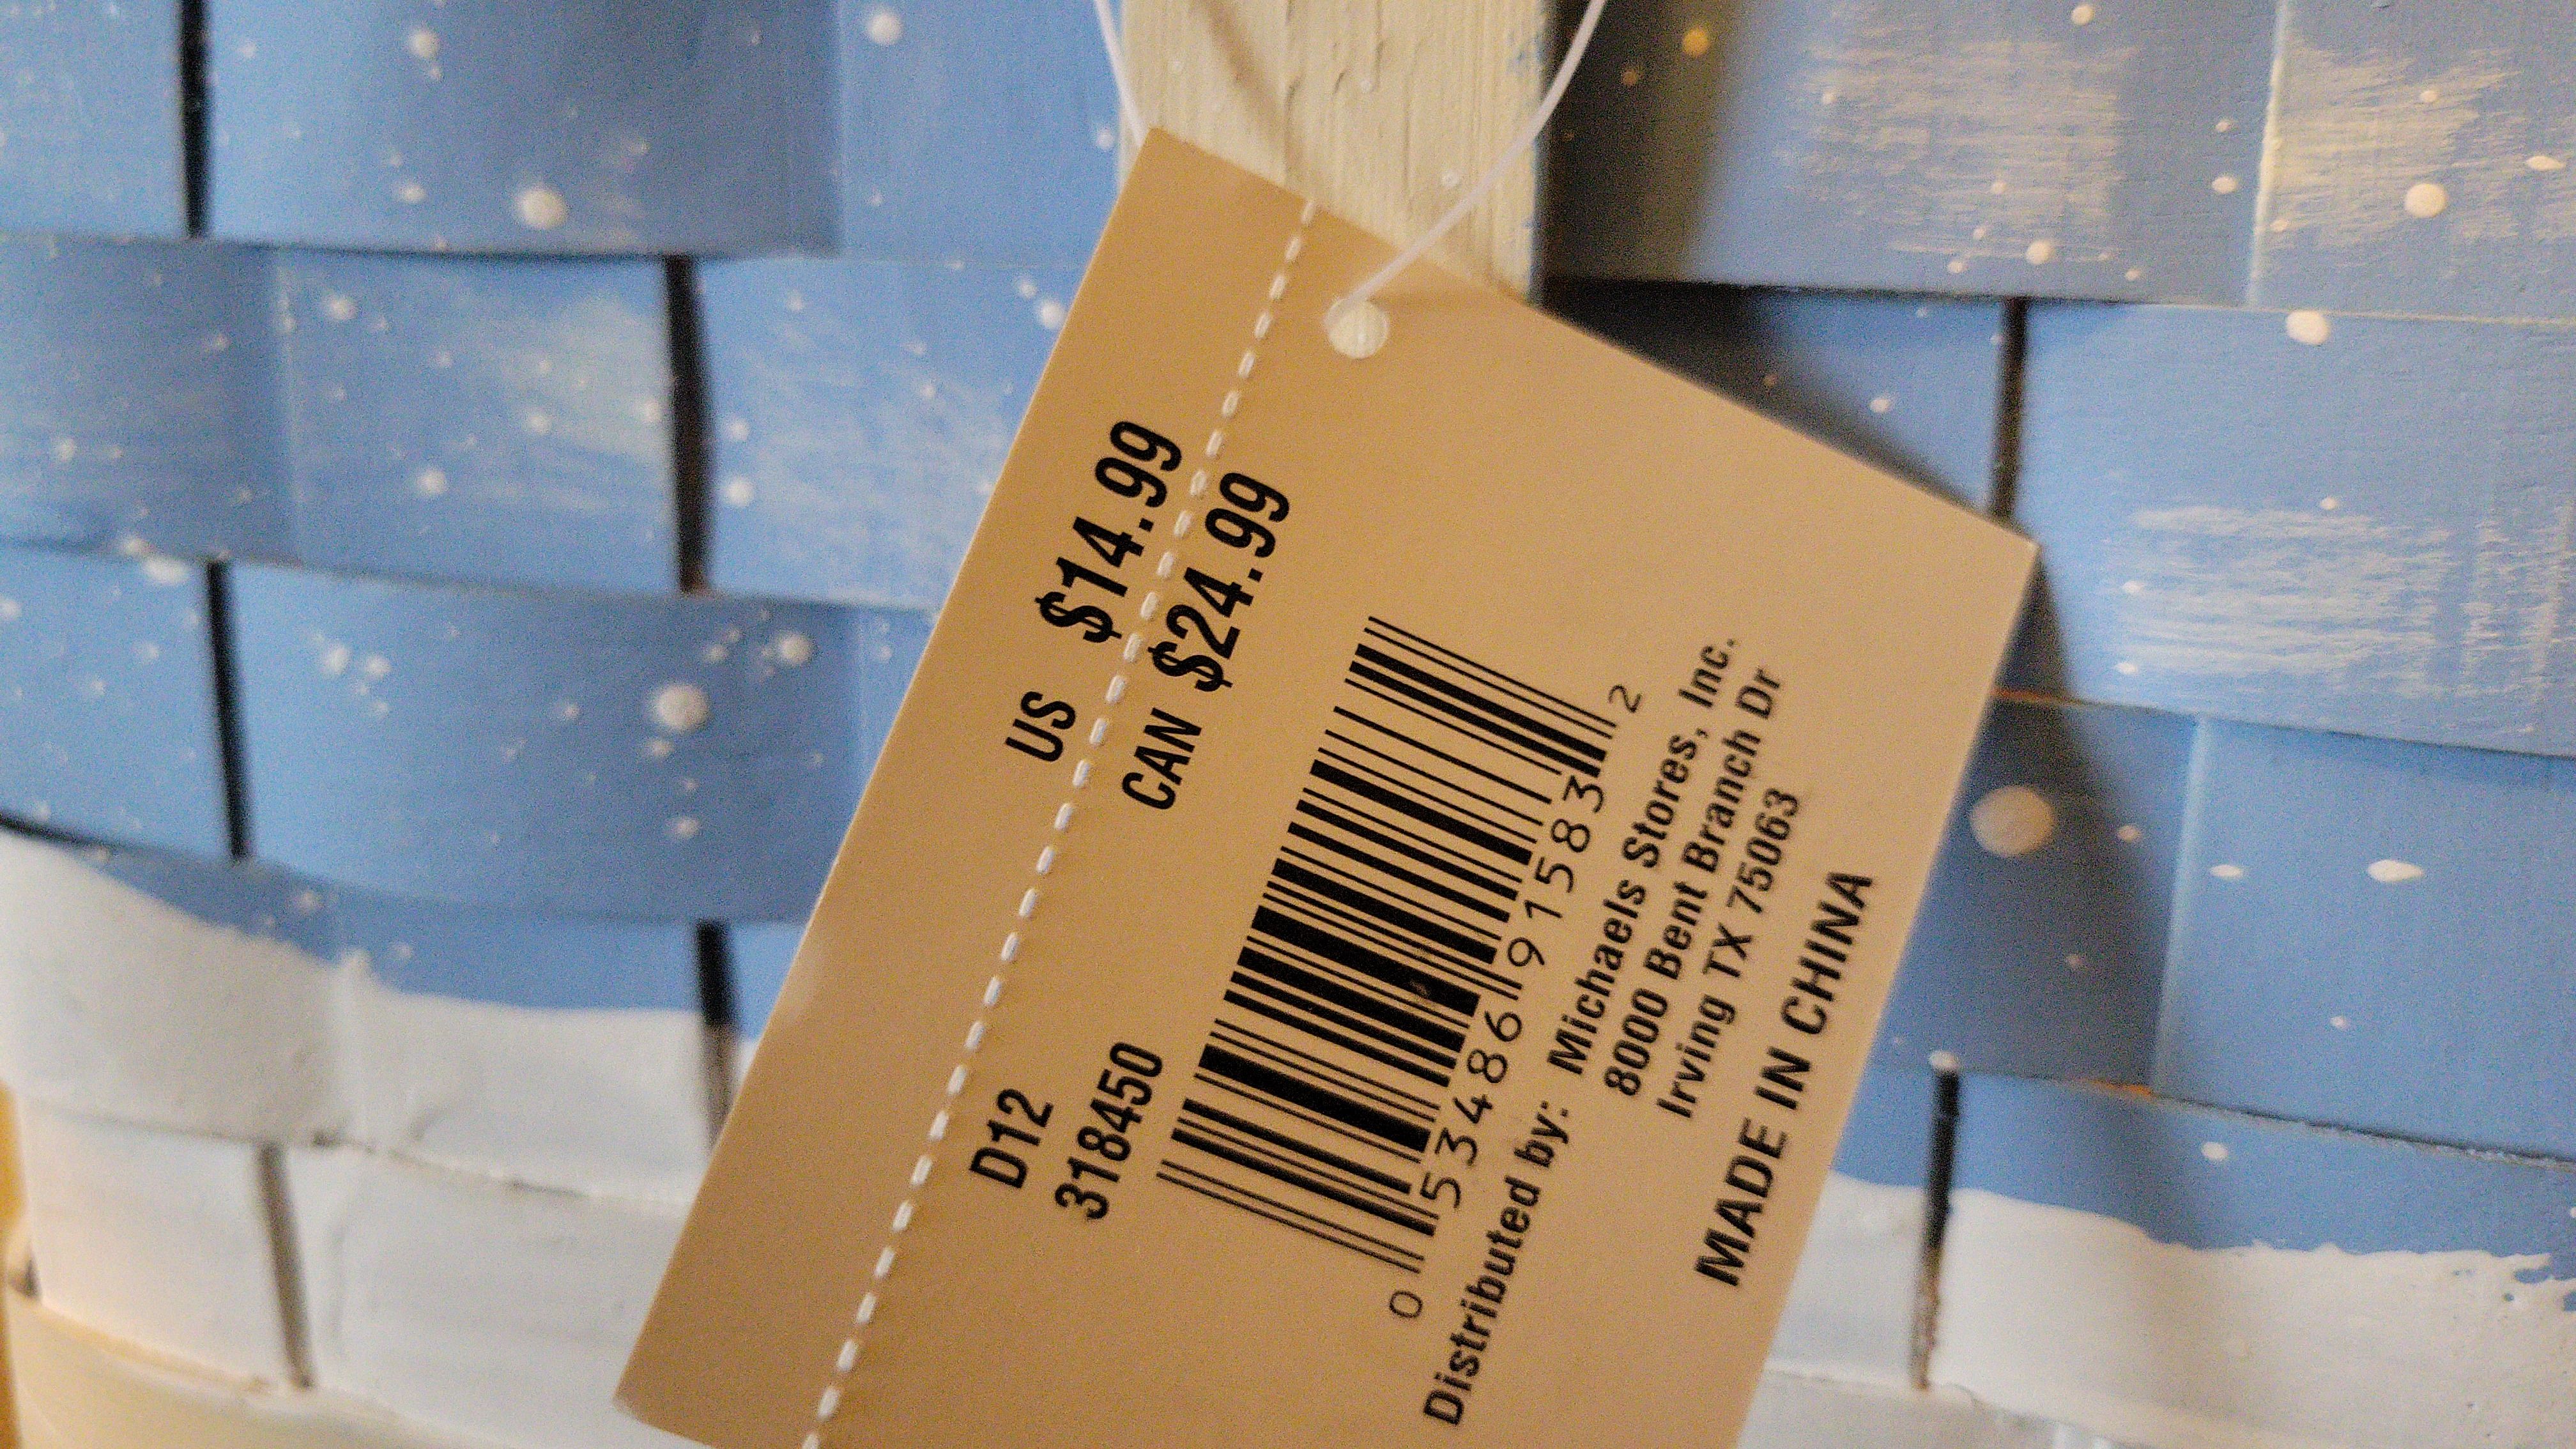 US $14.99
CAN $24.99
D12
318450
0 53486 91583 2
Distributed by: Michaels Stores, Inc.
8000 Bent Branch Dr
Irving TX 75063
MADE IN CHINA